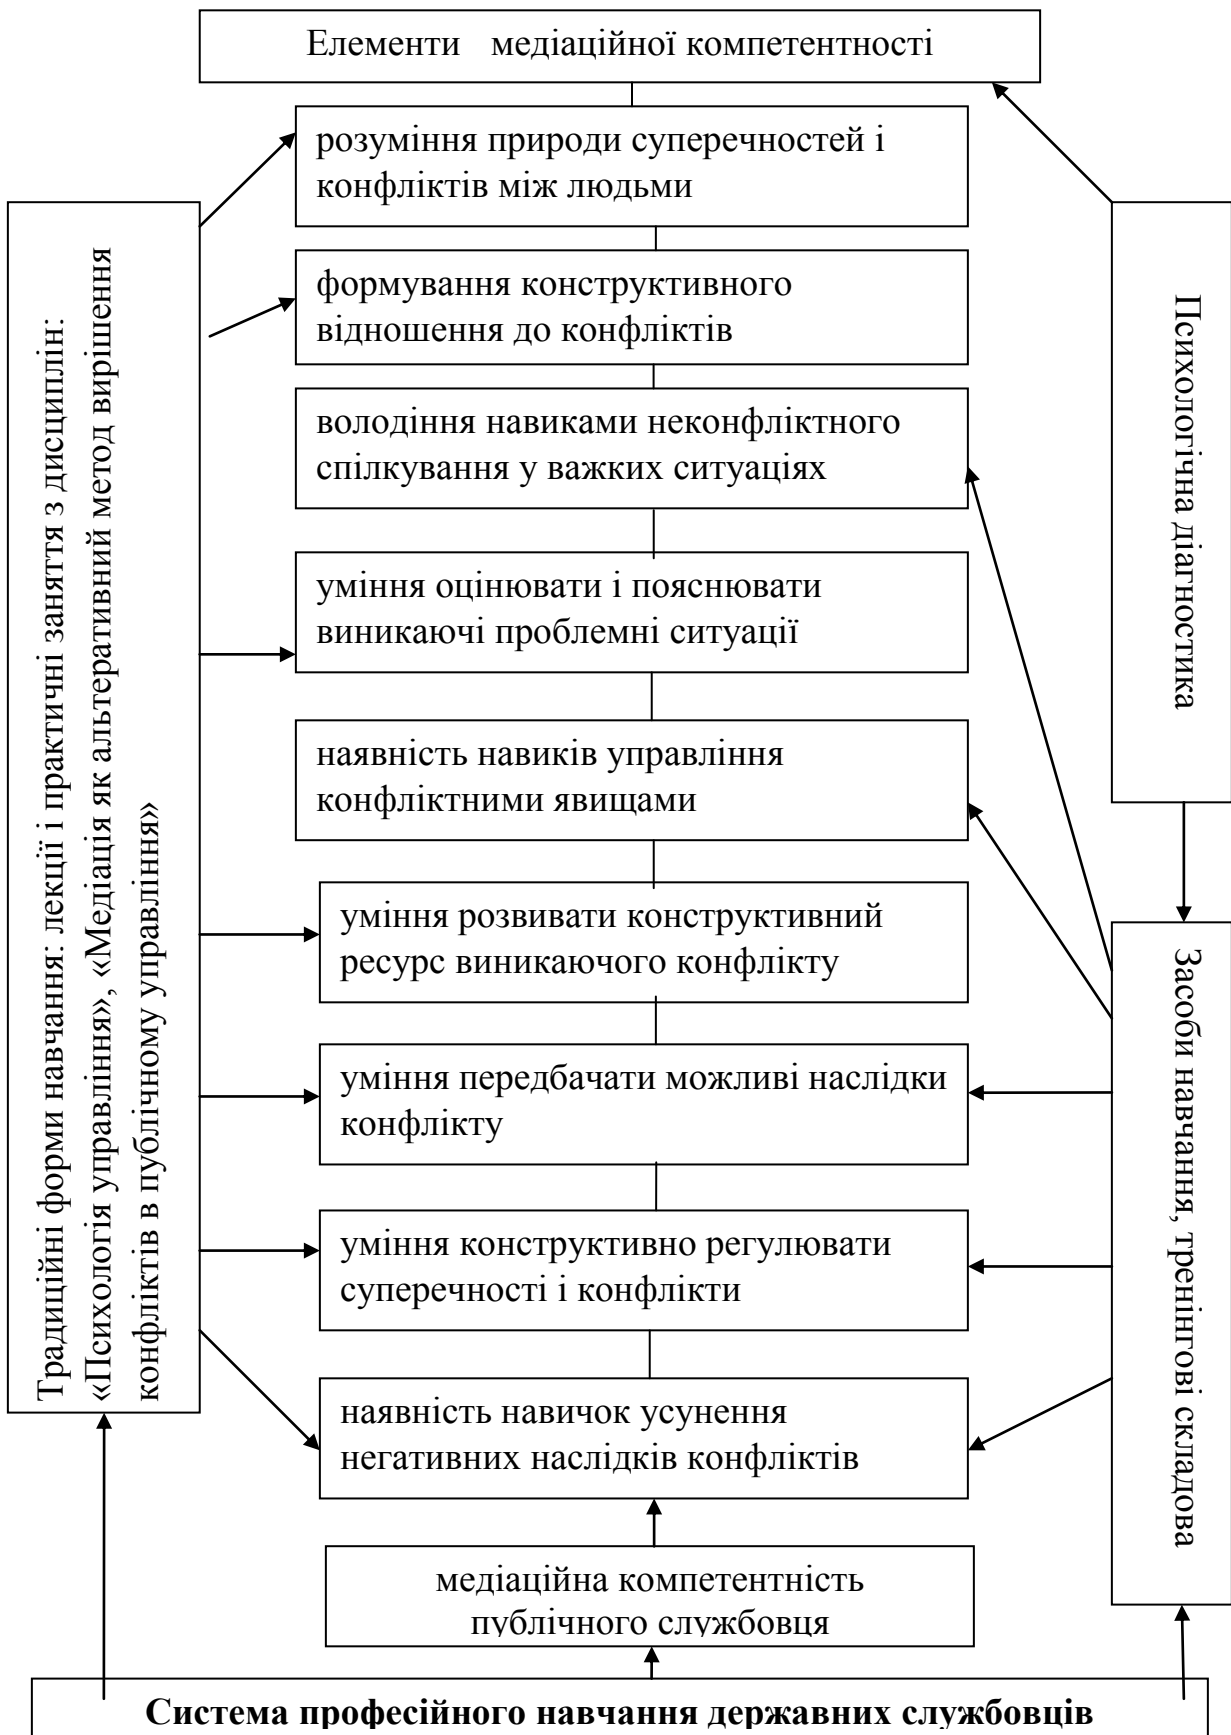 Елементи медіаційної компетентності
розуміння природи суперечностей і
конфліктів між людьми
формування конструктивного
відношення до конфліктів
володіння навиками неконфліктного
спілкування у важких ситуаціях
уміння оцінювати і пояснювати
виникаючі проблемні ситуації
наявність навиків управління
конфліктними явищами
уміння розвивати конструктивний
ресурс виникаючого конфлікту
уміння передбачати можливі наслідки
конфлікту
уміння конструктивно регулювати
суперечності і конфлікти
наявність навичок усунення
негативних наслідків конфліктів
медіаційна компетентність
публічного службовця
Традиційні форми навчання: лекції і практичні заняття з дисциплін:
«Психологія управління», «Медіація як альтеративний метод вирішення
конфліктів в публічному управління»
Психологічна діагностика
Засоби навчання, тренінгові складова
Система професійного навчання державних службовців